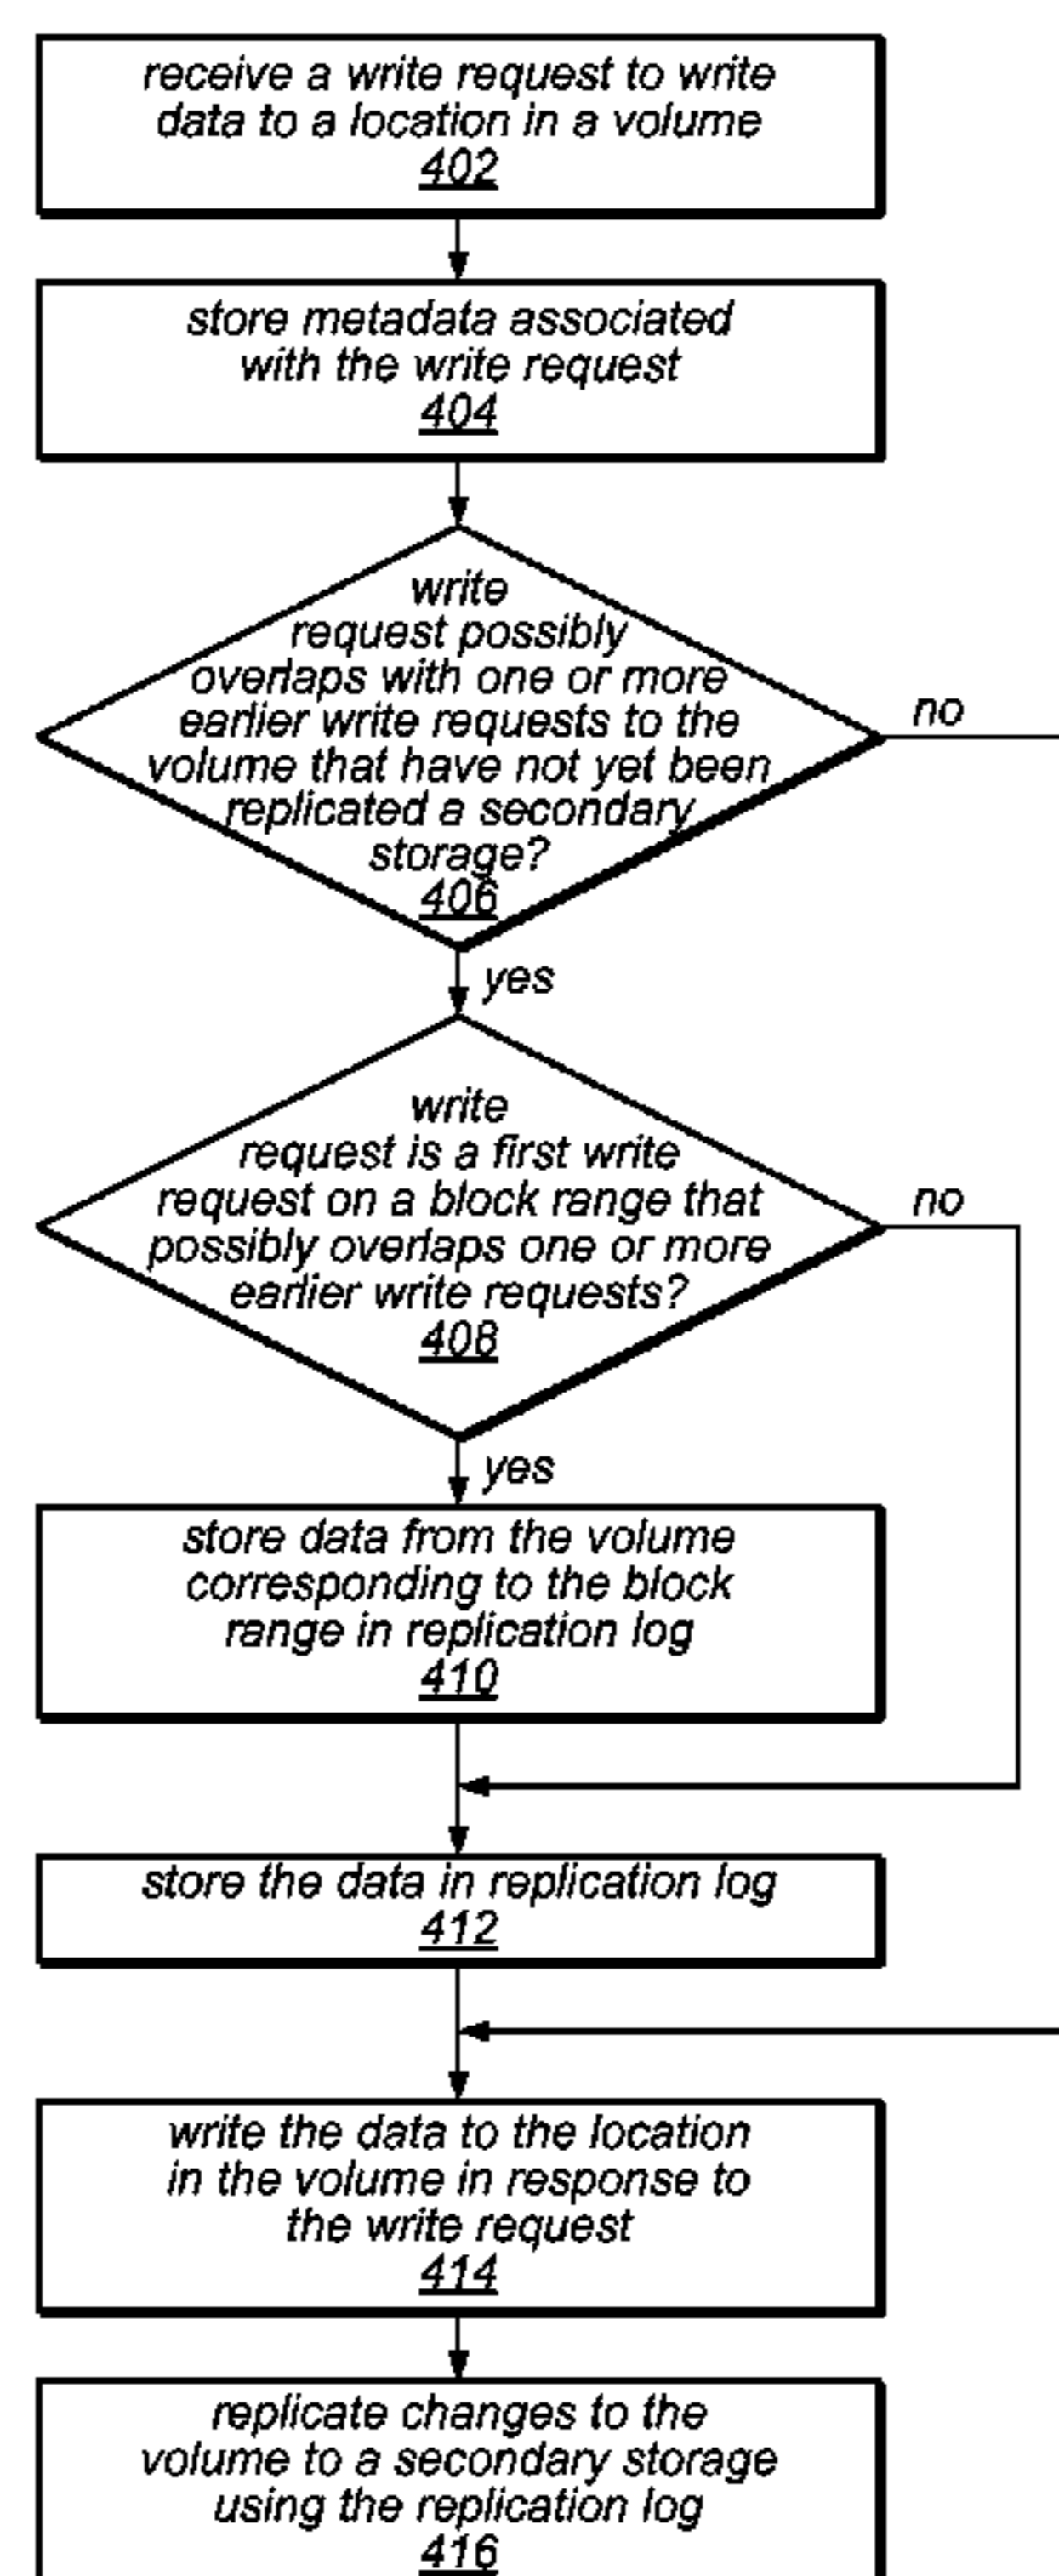 receive a write request to write
data to a location in a volume
402
store metadata associated
with the write request
404
write
request possibly
overlaps with one or more
earlier write requests to the
volume that have not yet been
replicated a secondary
storage?
406
no
yes
write
request is a first write
request on a block range that
possibly overlaps one or more
earlier write requests?
408
no
yes
store data from the volume
corresponding to the block
range in replication log
410
store the data in replication log
412
write the data to the location
in the volume in response to
the write request
414
replicate changes to the
volume to a secondary storage
using the replication log
416